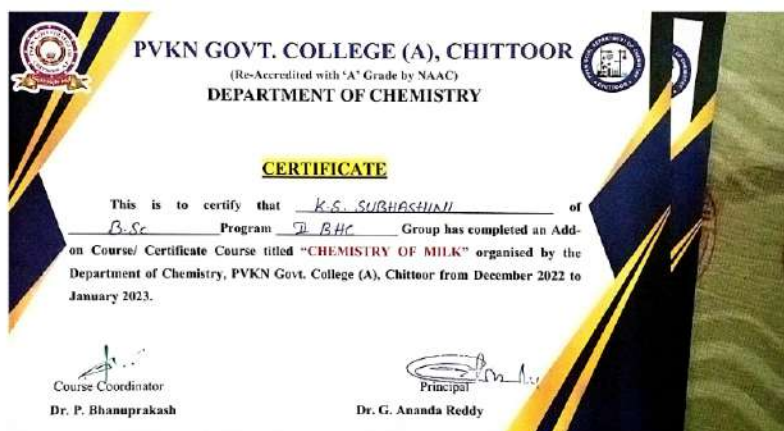 PVKN GOVT. COLLEGE (A), CHITTOOR
(Re-Accredited with ‘A’ Grade by NAAC)
DEPARTMENT OF CHEMISTRY
CERTIFICATE
This is to certify that K.S. SUBHASHINI of
B.Sc Program II BHC Group has completed an Add-
on Course/ Certificate Course titled “CHEMISTRY OF MILK” organised by the
Department of Chemistry, PVKN Govt. College (A), Chittoor from December 2022 to
January 2023.
Course Coordinator
Dr. P. Bhanuprakash
Principal
Dr. G. Ananda Reddy